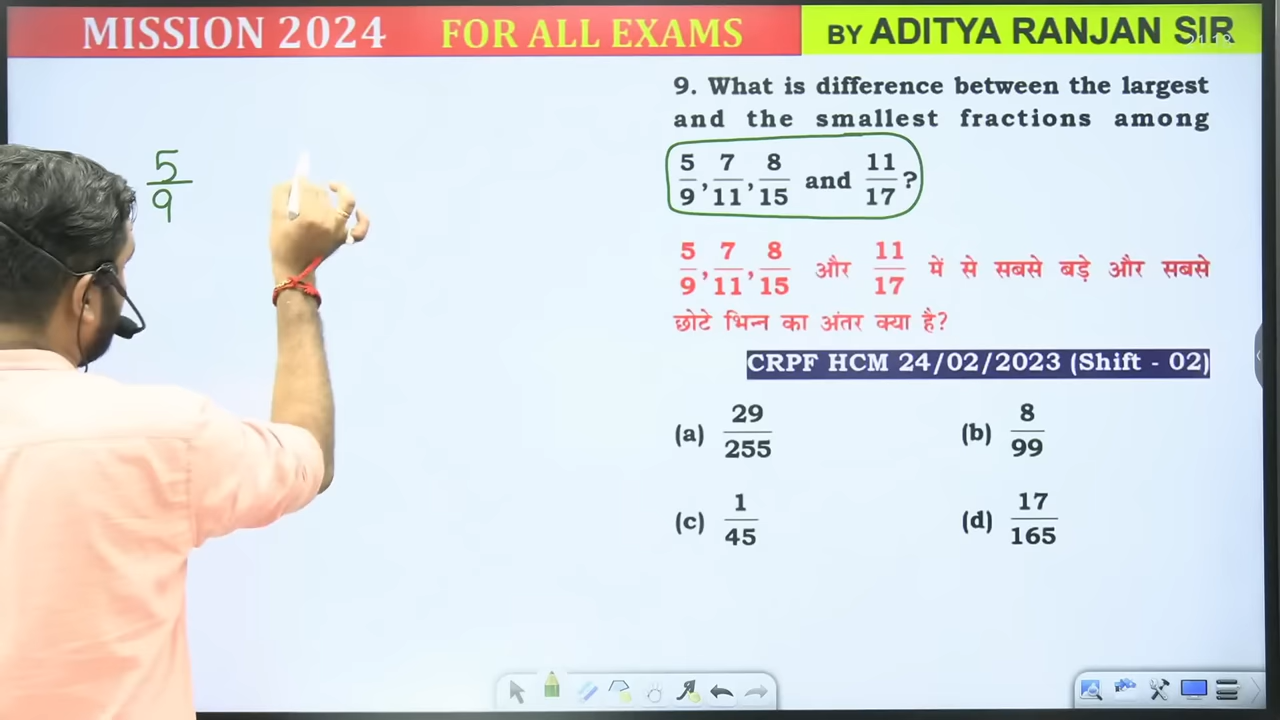 MISSION 2024 FOR ALL EXAMS BY ADITYA RANJAN SIR
21:13
9. What is difference between the largest
and the smallest fractions among
5/9, 7/11, 8/15 and 11/17?
5/9, 7/11, 8/15 और 11/17 में से सबसे बड़े और सबसे
छोटे भिन्न का अंतर क्या है?
CRPF HCM 24/02/2023 (Shift - 02)
(a) 29/255 (b) 8/99
(c) 1/45 (d) 17/165
5/9